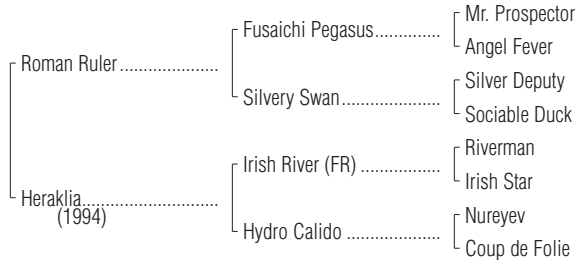 Mr. Prospector
Fusaichi Pegasus..............
Angel Fever
Roman Ruler.....................
Silver Deputy
Silvery Swan.....................
Sociable Duck
Riverman
Irish River (FR) .................
Irish Star
Heraklia.............................
(1994)
Nureyev
Hydro Calido ....................
Coup de Folie